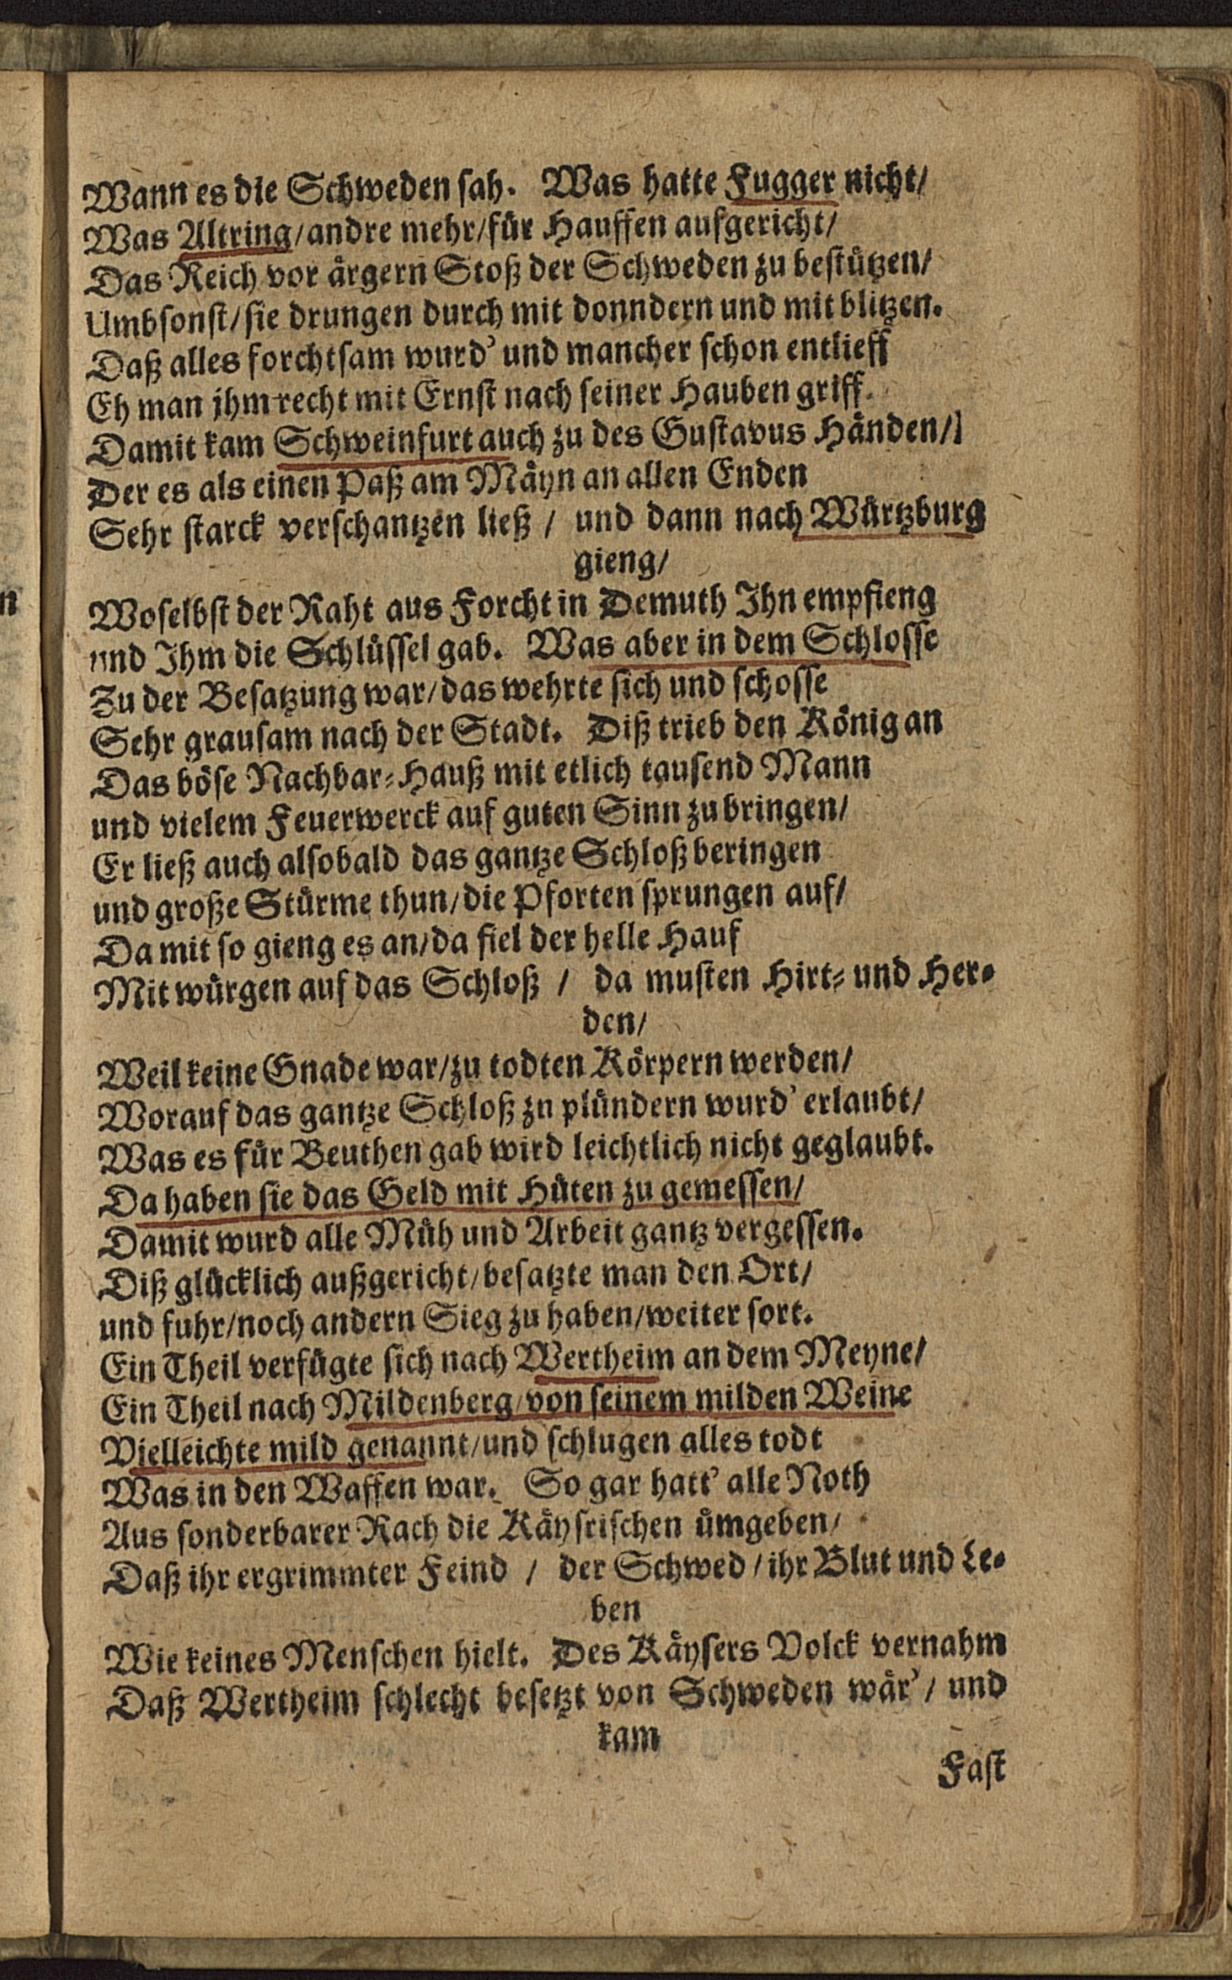 Wann es die Schweden sah. Was hatte Fugger nicht/
Was Altring/andre mehr/für Hauffen aufgericht/
Das Reich vor ärgern Stoß der Schweden zu bestützen/
Umbsonst/sie drungen durch mit donndern und mit blitzen.
Daß alles forchtsam wurd' und mancher schon entlieff
Eh man jhm recht mit Ernst nach seiner Hauben griff.
Damit kam Schweinfurt auch zu des Gustavus Händen/
Der es als einen Paß am Mäyn an allen Enden
Sehr starck verschantzen ließ / und dann nach Würtzburg
gieng/
Woselbst der Raht aus Forcht in Demuth Ihn empfieng
und Ihm die Schlüssel gab. Was aber in dem Schlosse
Zu der Besatzung war/das wehrte sich und schosse
Sehr grausam nach der Stadt. Diß trieb den König an
Das böse Nachbar-Hauß mit etlich tausend Mann
und vielem Feuerwerck auf guten Sinn zu bringen/
Er ließ auch alsobald das gantze Schloß beringen
und große Stürme thun/die Pforten sprungen auf/
Da mit so gieng es an/da fiel der helle Hauf
Mit würgen auf das Schloß / da musten Hirt- und Her-
den/
Weil keine Gnade war/zu todten Körpern werden/
Worauf das gantze Schloß zu plündern wurd' erlaubt/
Was es für Beuthen gab wird leichtlich nicht geglaubt.
Da haben sie das Geld mit Hüten zu gemessen/
Damit wurd alle Müh und Arbeit gantz vergessen.
Diß glücklich außgericht/besatzte man den Ort/
und fuhr/noch andern Sieg zu haben/weiter fort.
Ein Theil verfügte sich nach Wertheim an dem Meyne/
Ein Theil nach Mildenberg/von seinem milden Weine
Vielleichte mild genannt/und schlugen alles todt
Was in den Waffen war. So gar hatt' alle Noth
Aus sonderbarer Rach die Käysrischen ümgeben/
Daß ihr ergrimmter Feind / der Schwed/ihr Blut und Le-
ben
Wie keines Menschen hielt. Des Käysers Volck vernahm
Daß Wertheim schlecht besetzt von Schweden wär'/ und
kam
Fast